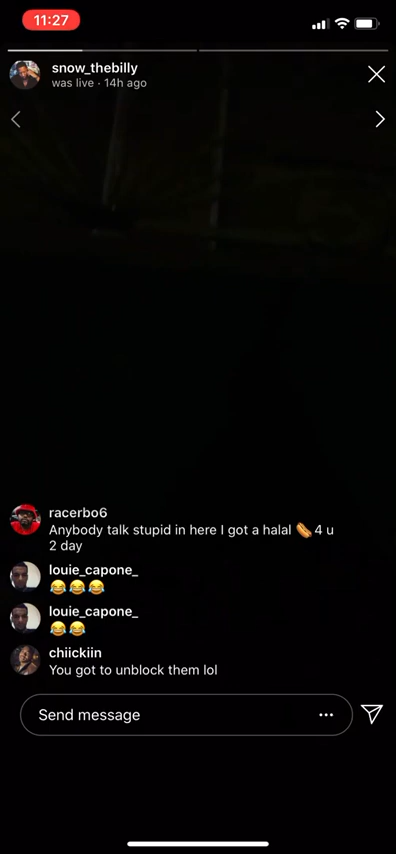 11:27
snow_thebilly
was live · 14h ago
racerbo6
Anybody talk stupid in here I got a halal 🌭 4 u
2 day
louie_capone_
😂😂😂
louie_capone_
😂😂
chiickiin
You got to unblock them lol
Send message